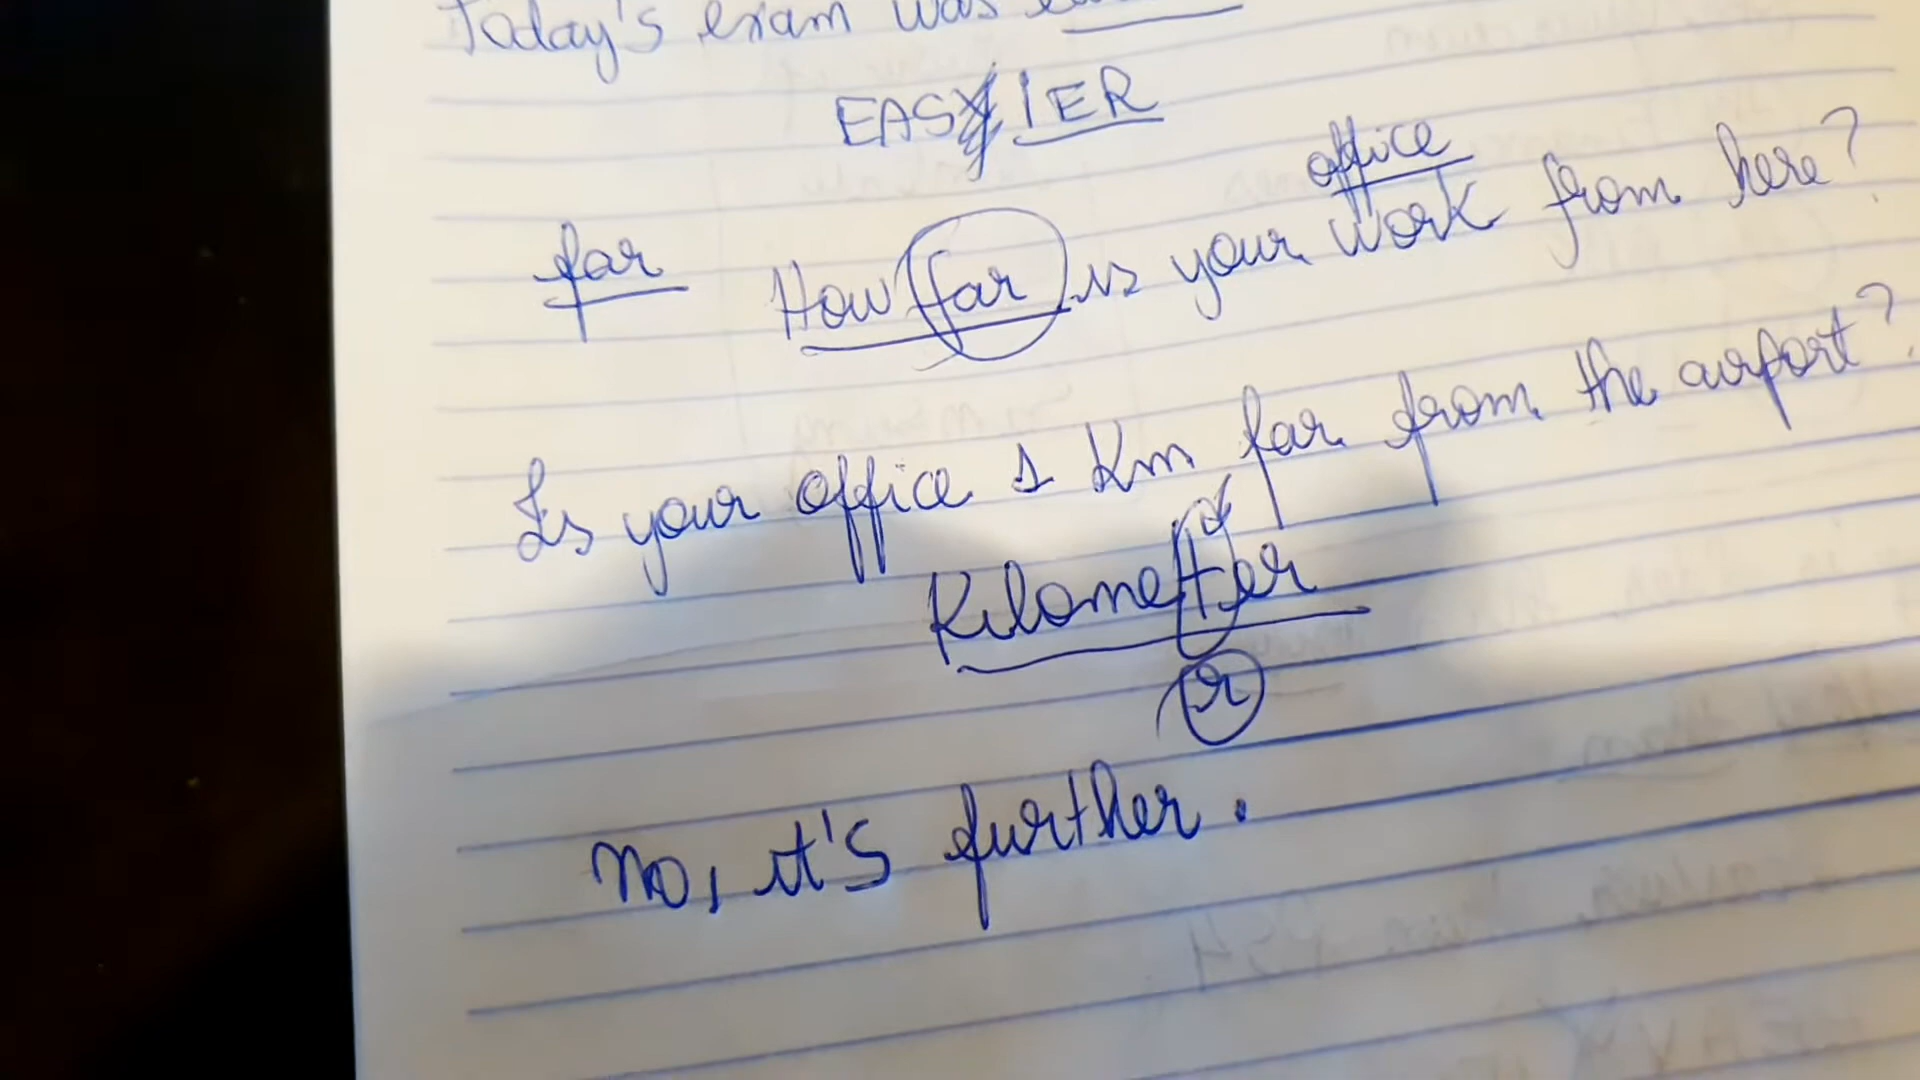 Today's exam was
EASYIER
office
far How far is your work from here?
Is your office 1 Km far from the airport?
Kilometer
r
No, it's further.